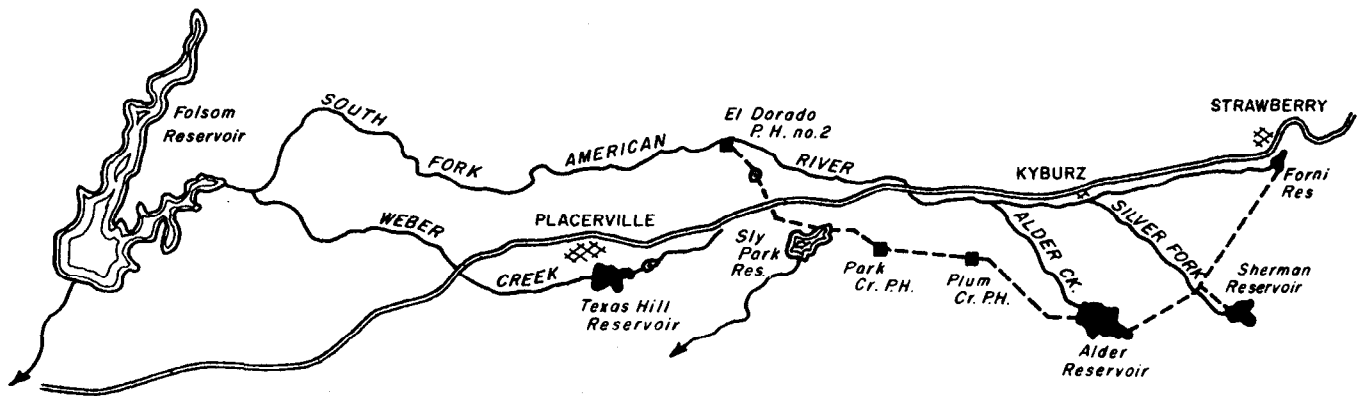 Folsom
Reservoir
SOUTH
FORK
AMERICAN
RIVER
El Dorado
P. H. no. 2
STRAWBERRY
KYBURZ
Forni
Res
WEBER
CREEK
PLACERVILLE
Texas Hill
Reservoir
Sly
Park
Res.
Park
Cr. P.H.
Plum
Cr. P.H.
ALDER CK.
SILVER FORK
Sherman
Reservoir
Alder
Reservoir